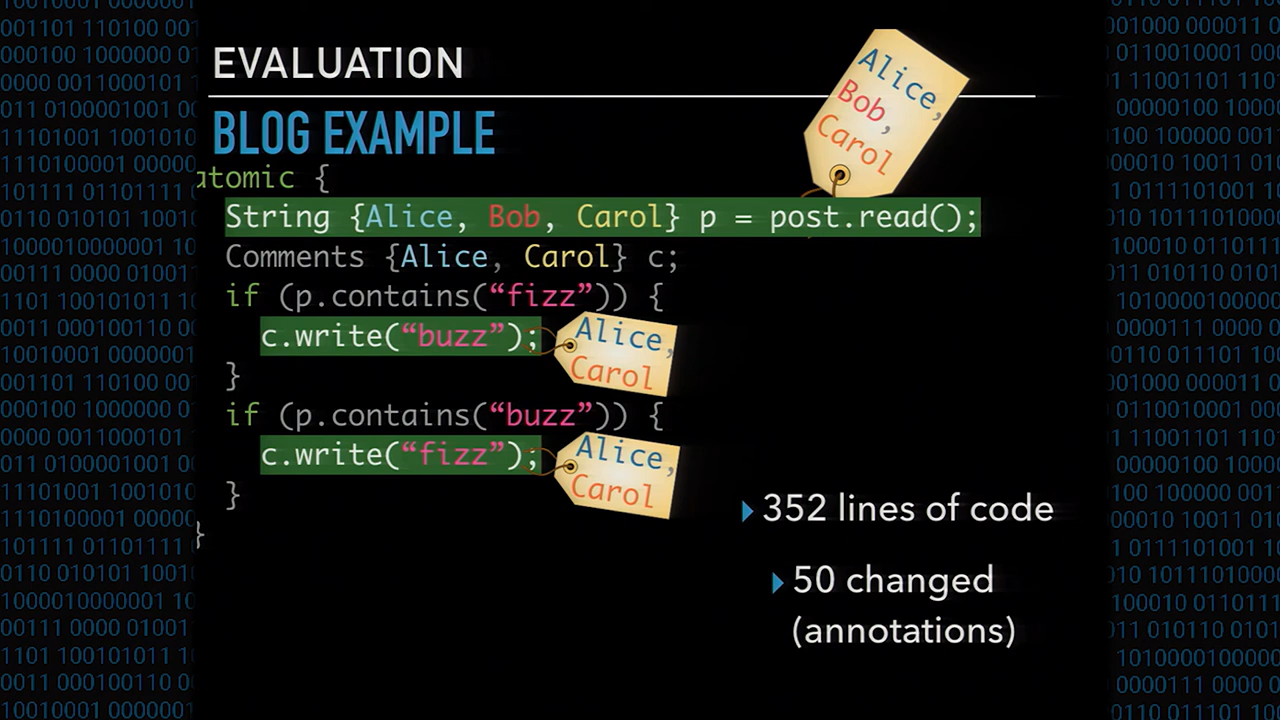 EVALUATION
BLOG EXAMPLE
Alice,
Bob,
Carol
atomic {
String {Alice, Bob, Carol} p = post.read();
Comments {Alice, Carol} c;
if (p.contains(“fizz”)) {
c.write(“buzz”);
Alice,
Carol
}
if (p.contains(“buzz”)) {
c.write(“fizz”);
Alice,
Carol
}
}
352 lines of code
50 changed
(annotations)